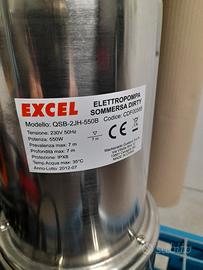 EXCEL
ELETTROPOMPA
SOMMERSA DIRTY
Modello: QSB-2JH-550B
Tensione: 230V 50Hz
Potenza: 550W
Prevalenza max: 7 m
Profondità max: 7 m
Protezione: IPX8
Temp. Acqua max: 35°C
Anno-Lotto: 2012-07